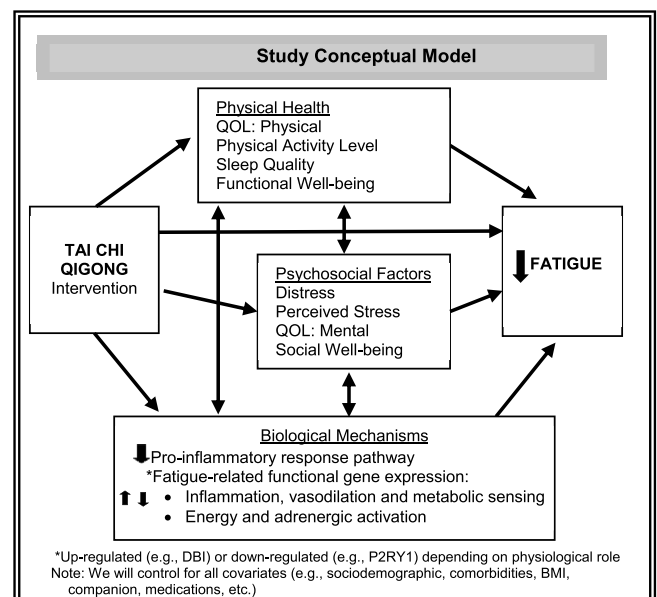 Study Conceptual Model
Physical Health
QOL: Physical
Physical Activity Level
Sleep Quality
Functional Well-being
TAI CHI
QIGONG
Intervention
Psychosocial Factors
Distress
Perceived Stress
QOL: Mental
Social Well-being
FATIGUE
Biological Mechanisms
Pro-inflammatory response pathway
*Fatigue-related functional gene expression:
• Inflammation, vasodilation and metabolic sensing
• Energy and adrenergic activation
*Up-regulated (e.g., DBI) or down-regulated (e.g., P2RY1) depending on physiological role
Note: We will control for all covariates (e.g., sociodemographic, comorbidities, BMI,
companion, medications, etc.)